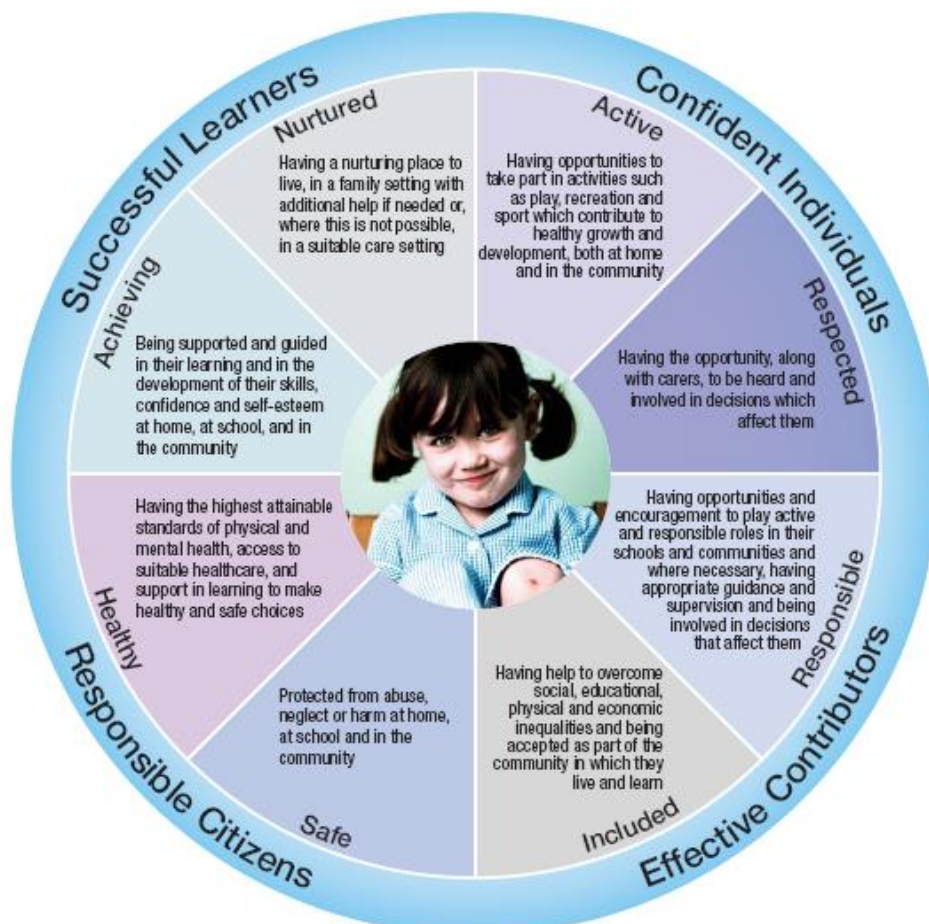 Successful Learners
Confident Individuals
Nurtured
Having a nurturing place to
live, in a family setting with
additional help if needed or,
where this is not possible,
in a suitable care setting
Active
Having opportunities to
take part in activities such
as play, recreation and
sport which contribute to
healthy growth and
development, both at home
and in the community
Achieving
Being supported and guided
in their learning and in the
development of their skills,
confidence and self-esteem
at home, at school, and in
the community
Respected
Having the opportunity, along
with carers, to be heard and
involved in decisions which
affect them
Healthy
Having the highest attainable
standards of physical and
mental health, access to
suitable healthcare, and
support in learning to make
healthy and safe choices
Responsible
Having opportunities and
encouragement to play active
and responsible roles in their
schools and communities and
where necessary, having
appropriate guidance and
supervision and being
involved in decisions
that affect them
Protected from abuse,
neglect or harm at home,
at school and in the
community
Safe
Having help to overcome
social, educational,
physical and economic
inequalities and being
accepted as part of the
community in which they
live and learn
Included
Responsible Citizens
Effective Contributors